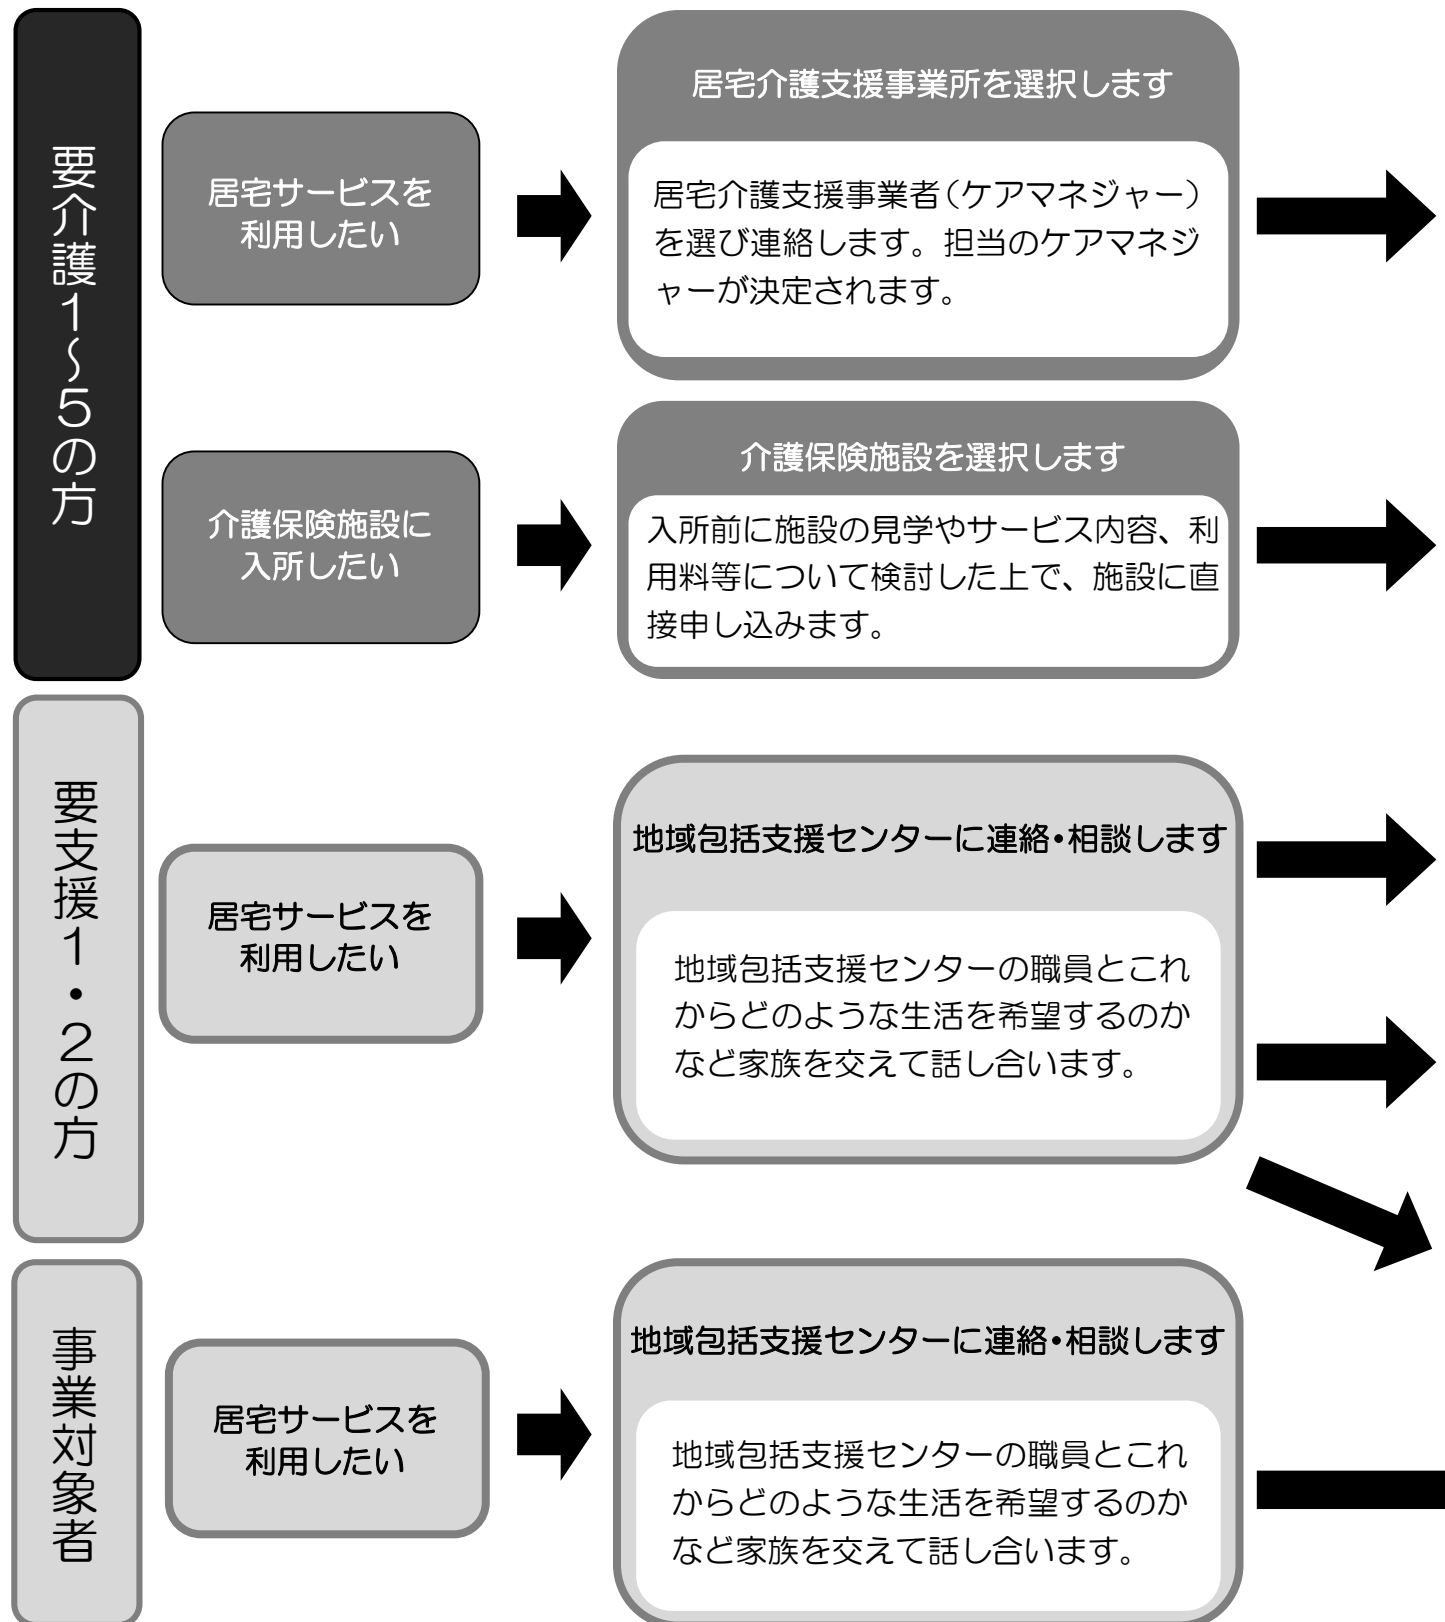 要介護１～５の方
居宅サービスを
利用したい
居宅介護支援事業所を選択します
居宅介護支援事業者（ケアマネジャー）
を選び連絡します。担当のケアマネジ
ャーが決定されます。
介護保険施設に
入所したい
介護保険施設を選択します
入所前に施設の見学やサービス内容、利
用料等について検討した上で、施設に直
接申し込みます。
要支援１・２の方
居宅サービスを
利用したい
地域包括支援センターに連絡・相談します
地域包括支援センターの職員とこれ
からどのような生活を希望するのか
など家族を交えて話し合います。
事業対象者
居宅サービスを
利用したい
地域包括支援センターに連絡・相談します
地域包括支援センターの職員とこれ
からどのような生活を希望するのか
など家族を交えて話し合います。